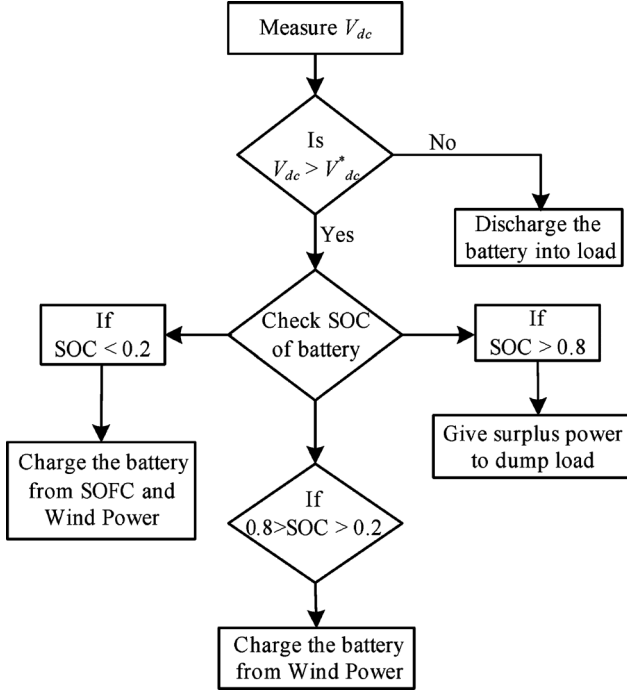 Measure V_dc
Is
V_dc > V*_dc
No
Discharge the
battery into load
Yes
Check SOC
of battery
If
SOC < 0.2
If
SOC > 0.8
Charge the battery
from SOFC and
Wind Power
Give surplus power
to dump load
If
0.8>SOC > 0.2
Charge the battery
from Wind Power